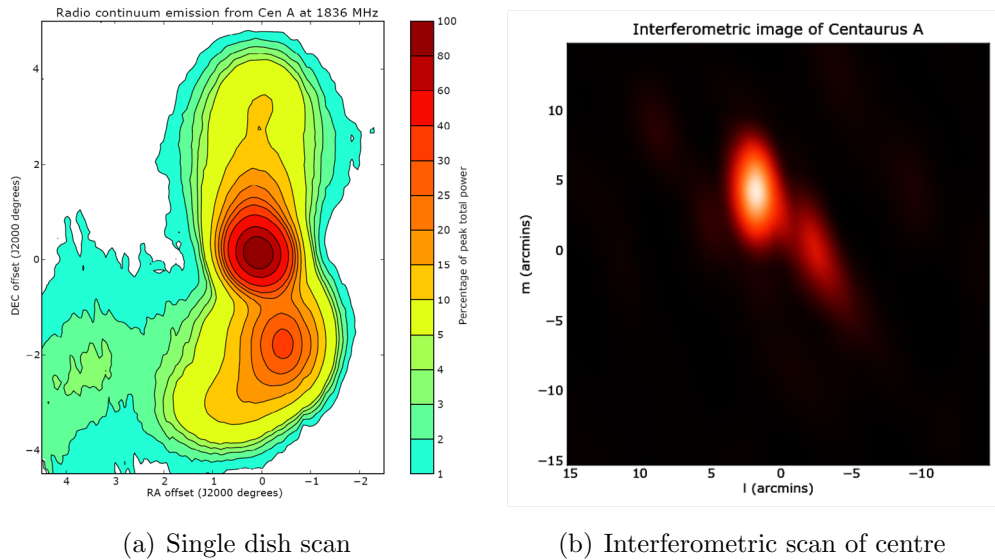 Radio continuum emission from Cen A at 1836 MHz
DEC offset (J2000 degrees)
4
2
0
−2
−4
4 3 2 1 0 −1 −2
RA offset (J2000 degrees)
100
80
60
40
30
25
20
15
10
5
4
3
2
1
Percentage of peak total power
(a) Single dish scan
Interferometric image of Centaurus A
m (arcmins)
10
5
0
−5
−10
−15
15 10 5 0 −5 −10
l (arcmins)
(b) Interferometric scan of centre